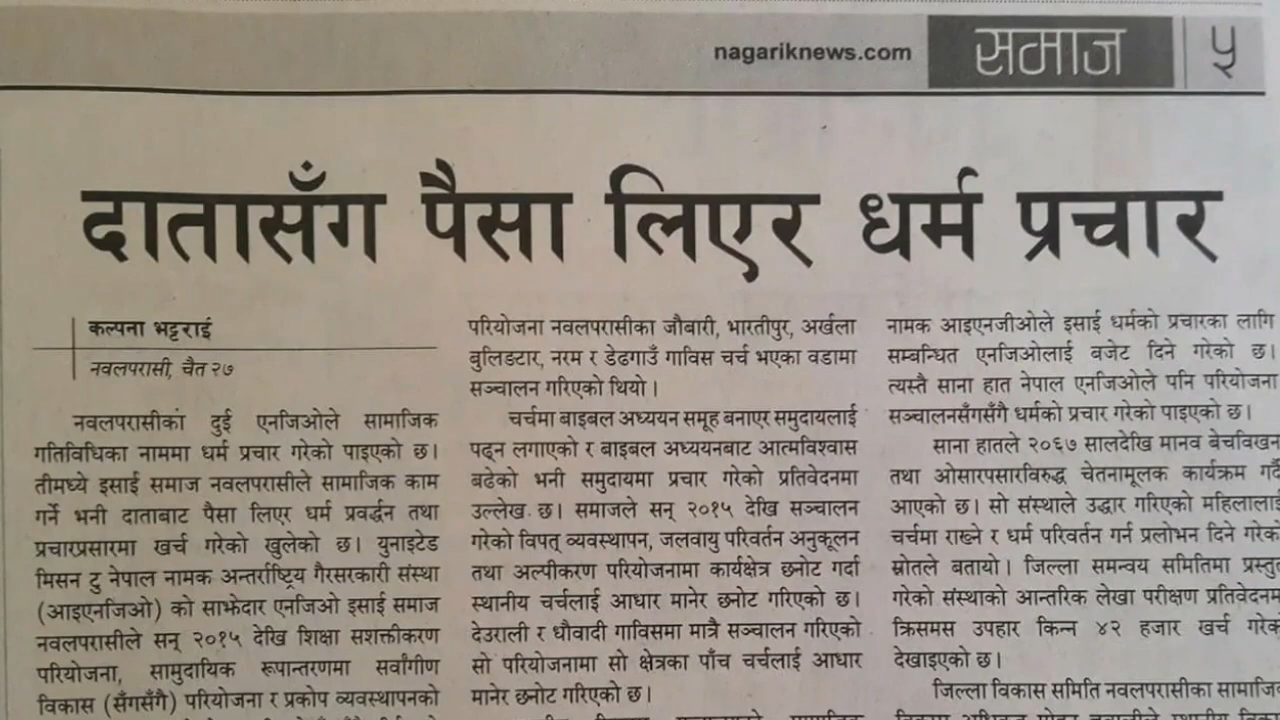 nagariknews.com
समाज
५
दातासँग पैसा लिएर धर्म प्रचार
कल्पना भट्टराई
नवलपरासी, चैत २७
नवलपरासीका दुई एनजिओले सामाजिक
गतिविधिका नाममा धर्म प्रचार गरेको पाइएको छ।
तीमध्ये इसाई समाज नवलपरासीले सामाजिक काम
गर्ने भनी दाताबाट पैसा लिएर धर्म प्रवर्द्धन तथा
प्रचारप्रसारमा खर्च गरेको खुलेको छ। युनाइटेड
मिसन टु नेपाल नामक अन्तर्राष्ट्रिय गैरसरकारी संस्था
(आइएनजिओ) को साझेदार एनजिओ इसाई समाज
नवलपरासीले सन् २०१५ देखि शिक्षा सशक्तीकरण
परियोजना, सामुदायिक रूपान्तरणमा सर्वांगीण
विकास (सँगसँगै) परियोजना र प्रकोप व्यवस्थापनको
परियोजना नवलपरासीका जौबारी, भारतीपुर, अर्खला
बुलिङटार, नरम र डेढगाउँ गाविस चर्च भएका वडामा
सञ्चालन गरिएको थियो।
चर्चमा बाइबल अध्ययन समूह बनाएर समुदायलाई
पढ्न लगाएको र बाइबल अध्ययनबाट आत्मविश्वास
बढेको भनी समुदायमा प्रचार गरेको प्रतिवेदनमा
उल्लेख छ। समाजले सन् २०१५ देखि सञ्चालन
गरेको विपत् व्यवस्थापन, जलवायु परिवर्तन अनुकूलन
तथा अल्पीकरण परियोजनामा कार्यक्षेत्र छनोट गर्दा
स्थानीय चर्चलाई आधार मानेर छनोट गरिएको छ।
देउराली र धौवादी गाविसमा मात्रै सञ्चालन गरिएको
सो परियोजनामा सो क्षेत्रका पाँच चर्चलाई आधार
मानेर छनोट गरिएको छ।
नामक आइएनजीओले इसाई धर्मको प्रचारका लागि
सम्बन्धित एनजिओलाई बजेट दिने गरेको छ।
त्यस्तै साना हात नेपाल एनजिओले पनि परियोजना
सञ्चालनसँगसँगै धर्मको प्रचार गरेको पाइएको छ।
साना हातले २०६७ सालदेखि मानव बेचविखन
तथा ओसारपसारविरुद्ध चेतनामूलक कार्यक्रम गर्दै
आएको छ। सो संस्थाले उद्धार गरिएको महिलालाई
चर्चमा राख्ने र धर्म परिवर्तन गर्न प्रलोभन दिने गरेको
स्रोतले बतायो। जिल्ला समन्वय समितिमा प्रस्तुत
गरेको संस्थाको आन्तरिक लेखा परीक्षण प्रतिवेदनमा
क्रिसमस उपहार किन्न ४२ हजार खर्च गरेको
देखाइएको छ।
जिल्ला विकास समिति नवलपरासीका सामाजिक